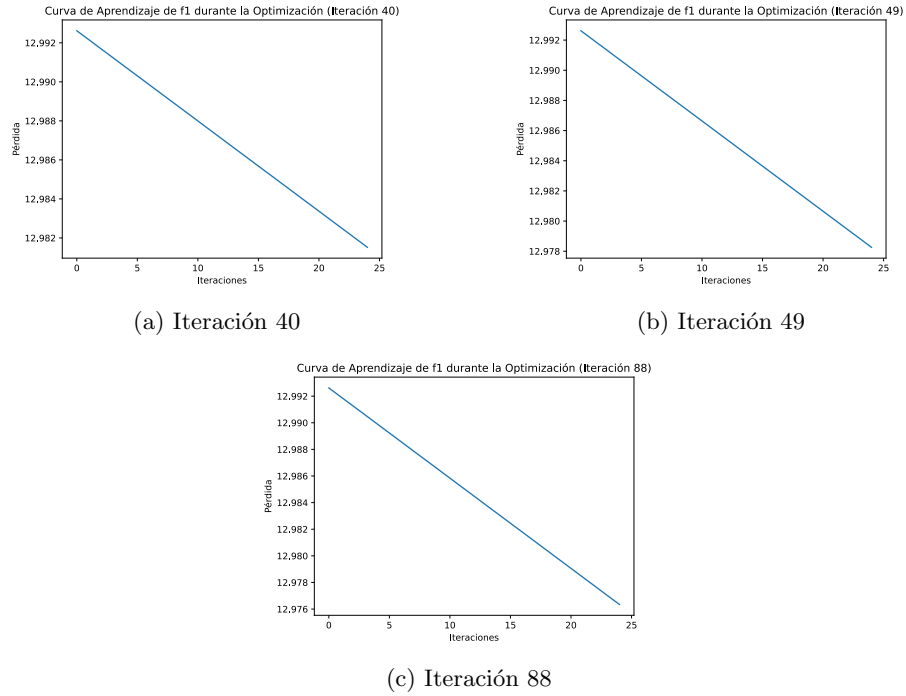 Curva de Aprendizaje de f1 durante la Optimización (Iteración 40)
12,992
12,990
12,988
12,986
12,984
12,982
Pérdida
0 5 10 15 20 25
Iteraciones
(a) Iteración 40
Curva de Aprendizaje de f1 durante la Optimización (Iteración 49)
12,992
12,990
12,988
12,986
12,984
12,982
12,980
12,978
Pérdida
0 5 10 15 20 25
Iteraciones
(b) Iteración 49
Curva de Aprendizaje de f1 durante la Optimización (Iteración 88)
12,992
12,990
12,988
12,986
12,984
12,982
12,980
12,978
12,976
Pérdida
0 5 10 15 20 25
Iteraciones
(c) Iteración 88